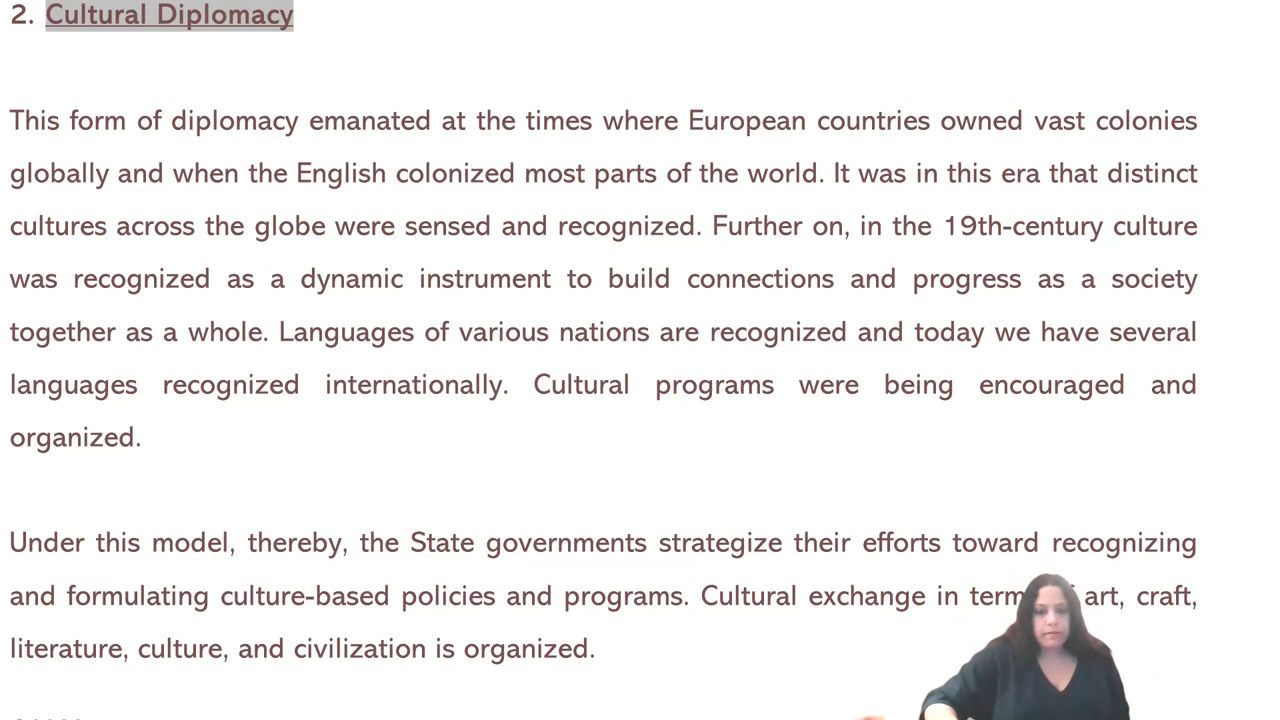 2. Cultural Diplomacy
This form of diplomacy emanated at the times where European countries owned vast colonies
globally and when the English colonized most parts of the world. It was in this era that distinct
cultures across the globe were sensed and recognized. Further on, in the 19th-century culture
was recognized as a dynamic instrument to build connections and progress as a society
together as a whole. Languages of various nations are recognized and today we have several
languages recognized internationally. Cultural programs were being encouraged and
organized.
Under this model, thereby, the State governments strategize their efforts toward recognizing
and formulating culture-based policies and programs. Cultural exchange in art, craft,
literature, culture, and civilization is organized.